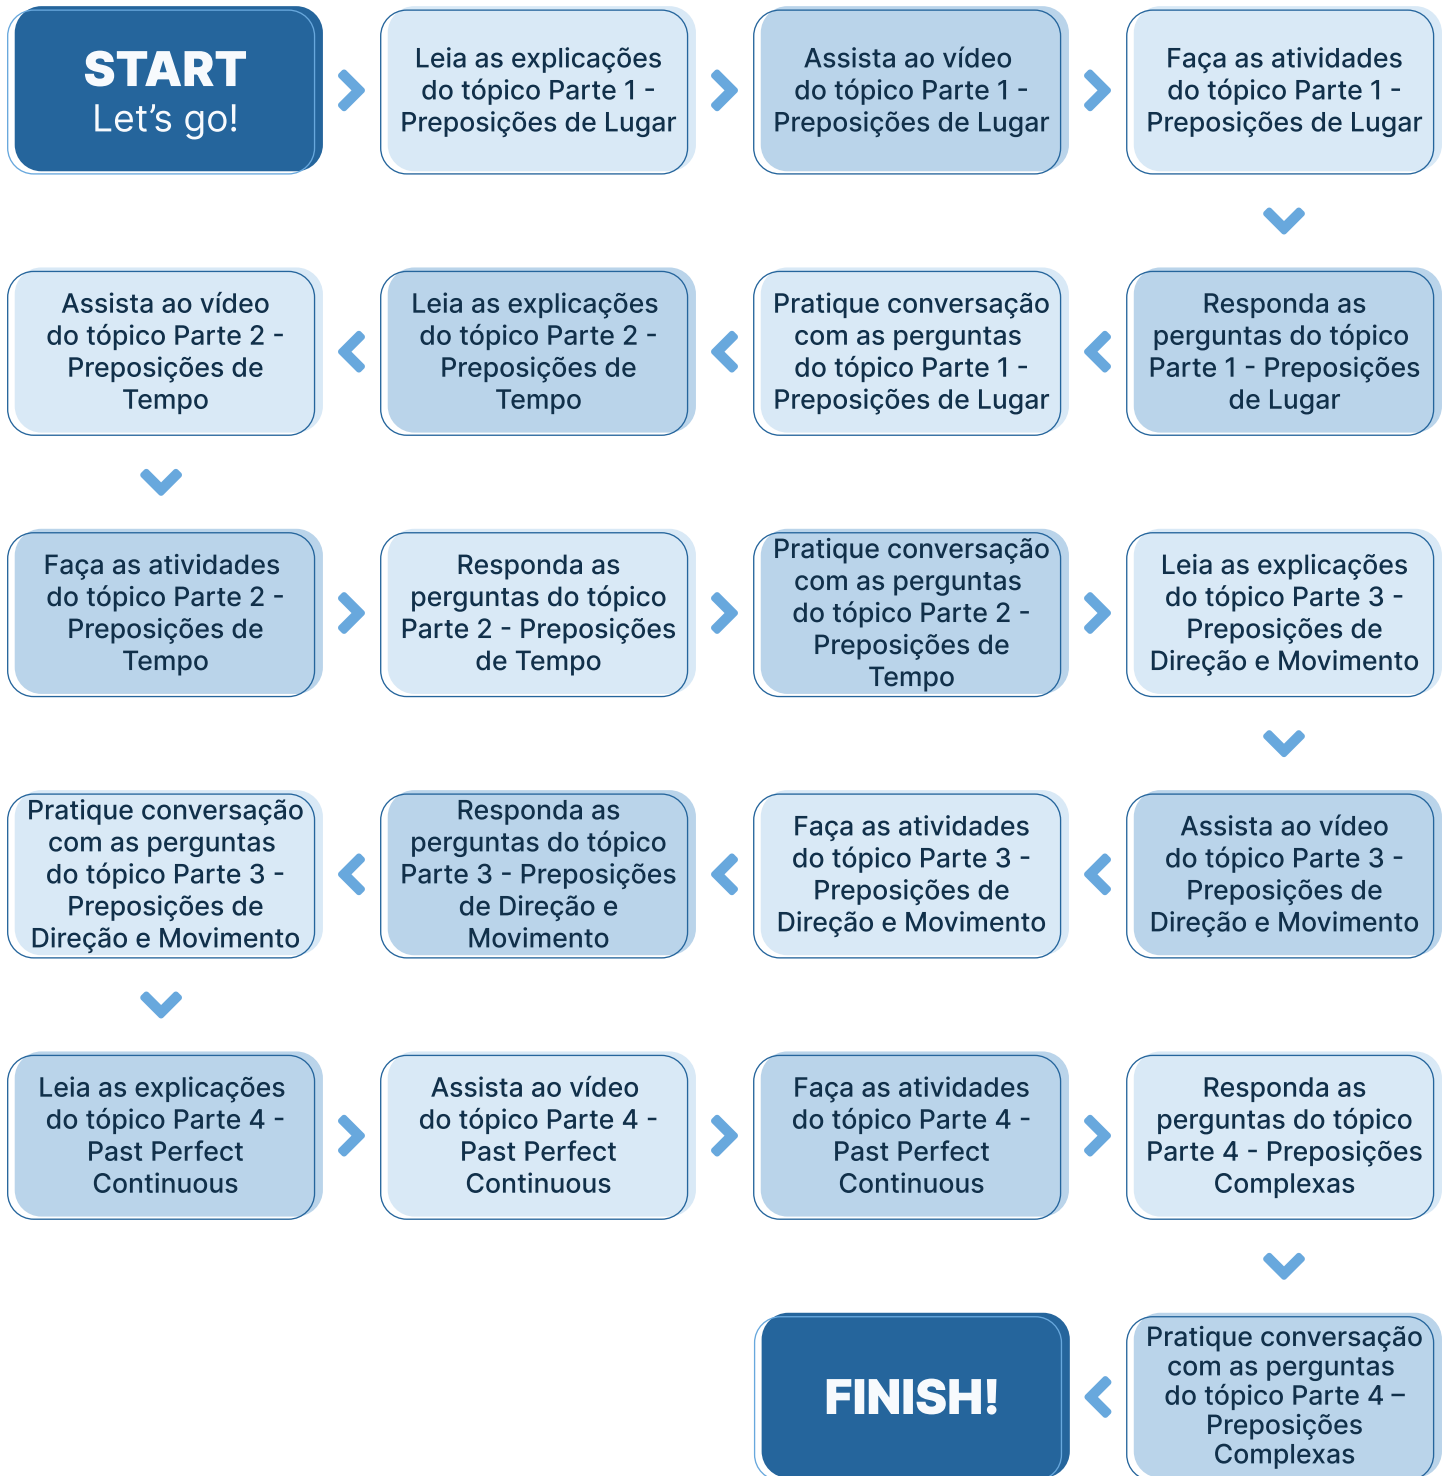 START
Let's go!
Leia as explicações
do tópico Parte 1 -
Preposições de Lugar
Assista ao vídeo
do tópico Parte 1 -
Preposições de Lugar
Faça as atividades
do tópico Parte 1 -
Preposições de Lugar
Responda as
perguntas do tópico
Parte 1 - Preposições
de Lugar
Pratique conversação
com as perguntas
do tópico Parte 1 -
Preposições de Lugar
Leia as explicações
do tópico Parte 2 -
Preposições de
Tempo
Assista ao vídeo
do tópico Parte 2 -
Preposições de
Tempo
Faça as atividades
do tópico Parte 2 -
Preposições de
Tempo
Responda as
perguntas do tópico
Parte 2 - Preposições
de Tempo
Pratique conversação
com as perguntas
do tópico Parte 2 -
Preposições de
Tempo
Leia as explicações
do tópico Parte 3 -
Preposições de
Direção e Movimento
Assista ao vídeo
do tópico Parte 3 -
Preposições de
Direção e Movimento
Faça as atividades
do tópico Parte 3 -
Preposições de
Direção e Movimento
Responda as
perguntas do tópico
Parte 3 - Preposições
de Direção e
Movimento
Pratique conversação
com as perguntas
do tópico Parte 3 -
Preposições de
Direção e Movimento
Leia as explicações
do tópico Parte 4 -
Past Perfect
Continuous
Assista ao vídeo
do tópico Parte 4 -
Past Perfect
Continuous
Faça as atividades
do tópico Parte 4 -
Past Perfect
Continuous
Responda as
perguntas do tópico
Parte 4 - Preposições
Complexas
Pratique conversação
com as perguntas
do tópico Parte 4 –
Preposições
Complexas
FINISH!